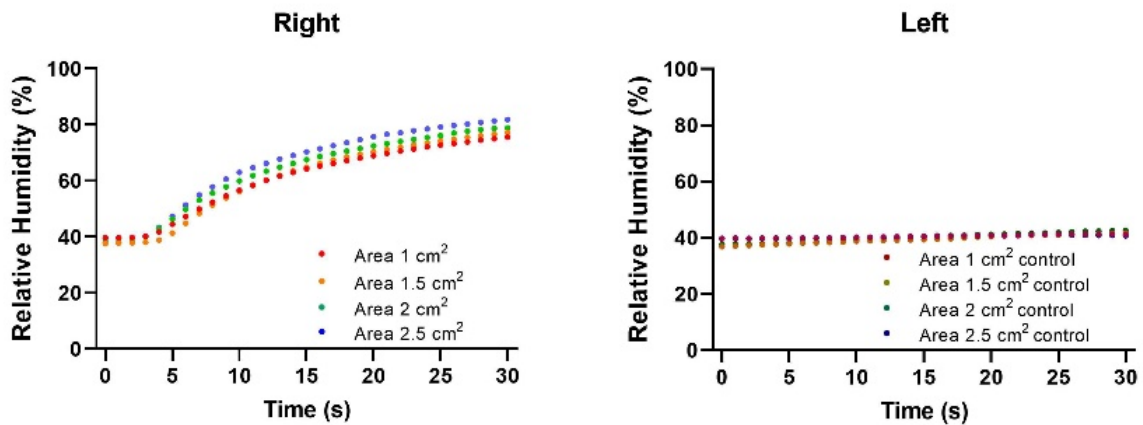 Right
Relative Humidity (%)
100
80
60
40
20
0
Area 1 cm²
Area 1.5 cm²
Area 2 cm²
Area 2.5 cm²
0 5 10 15 20 25 30
Time (s)
Left
Relative Humidity (%)
100
80
60
40
20
0
Area 1 cm² control
Area 1.5 cm² control
Area 2 cm² control
Area 2.5 cm² control
0 5 10 15 20 25 30
Time (s)